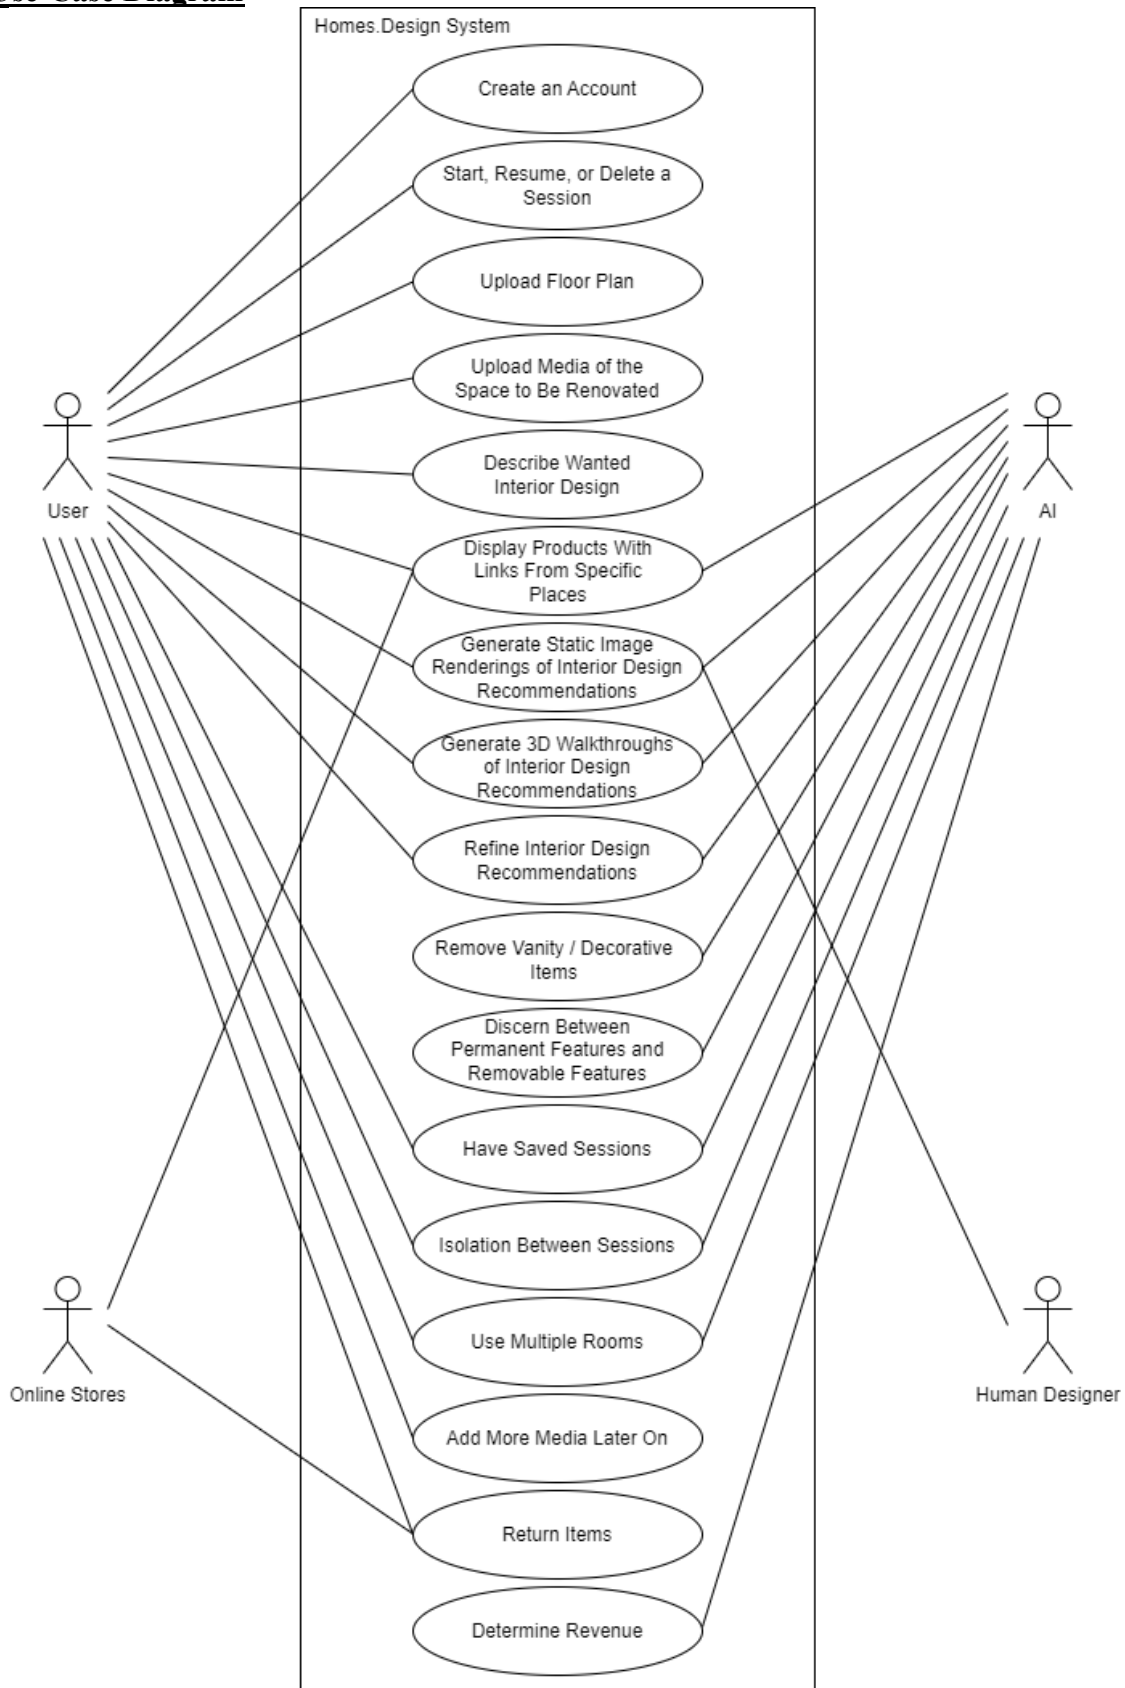 Use Case Diagram
Homes.Design System
Create an Account
Start, Resume, or Delete a
Session
Upload Floor Plan
Upload Media of the
Space to Be Renovated
Describe Wanted
Interior Design
User
AI
Display Products With
Links From Specific
Places
Generate Static Image
Renderings of Interior Design
Recommendations
Generate 3D Walkthroughs
of Interior Design
Recommendations
Refine Interior Design
Recommendations
Remove Vanity / Decorative
Items
Discern Between
Permanent Features and
Removable Features
Have Saved Sessions
Isolation Between Sessions
Use Multiple Rooms
Online Stores
Human Designer
Add More Media Later On
Return Items
Determine Revenue